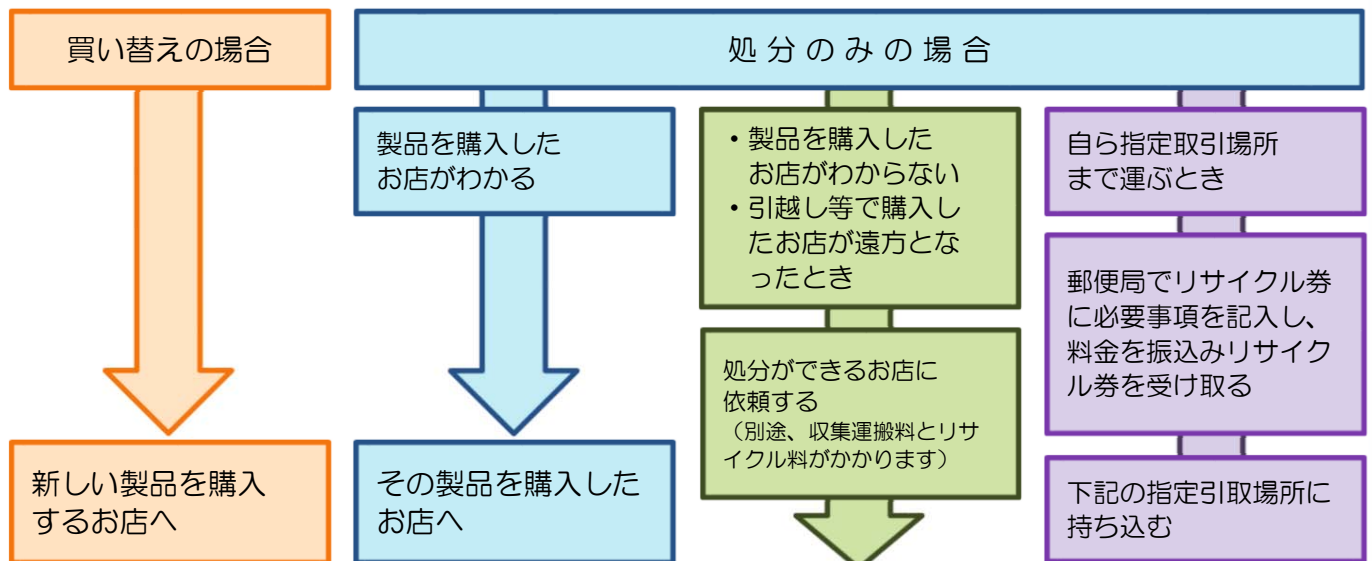 買い替えの場合
処分のみの場合
製品を購入した
お店がわかる
・製品を購入した
お店がわからない
・引越し等で購入し
たお店が遠方とな
ったとき
自ら指定取引場所
まで運ぶとき
郵便局でリサイクル券
に必要事項を記入し、
料金を振込みリサイク
ル券を受け取る
処分ができるお店に
依頼する
（別途、収集運搬料とリサ
イクル料がかかります）
新しい製品を購入
するお店へ
その製品を購入した
お店へ
下記の指定引取場所に
持ち込む